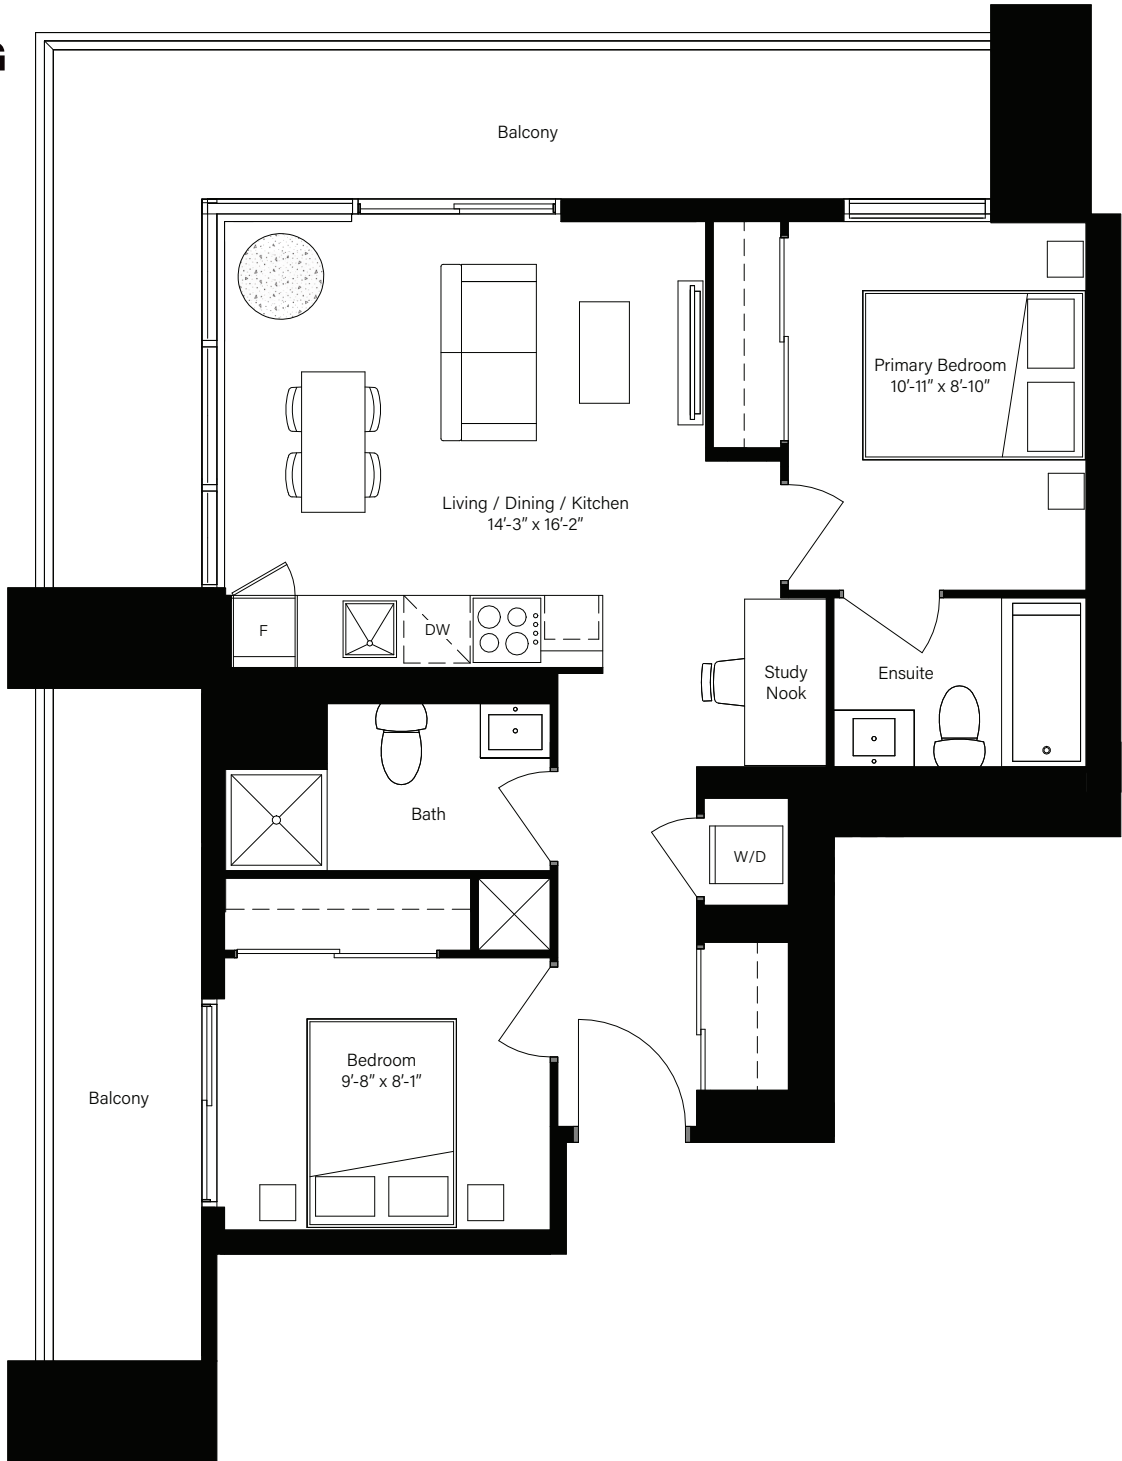 G
Balcony
Primary Bedroom
10'-11" x 8'-10"
Living / Dining / Kitchen
14'-3" x 16'-2"
F
DW
Study
Nook
Ensuite
Bath
W/D
Bedroom
9'-8" x 8'-1"
Balcony